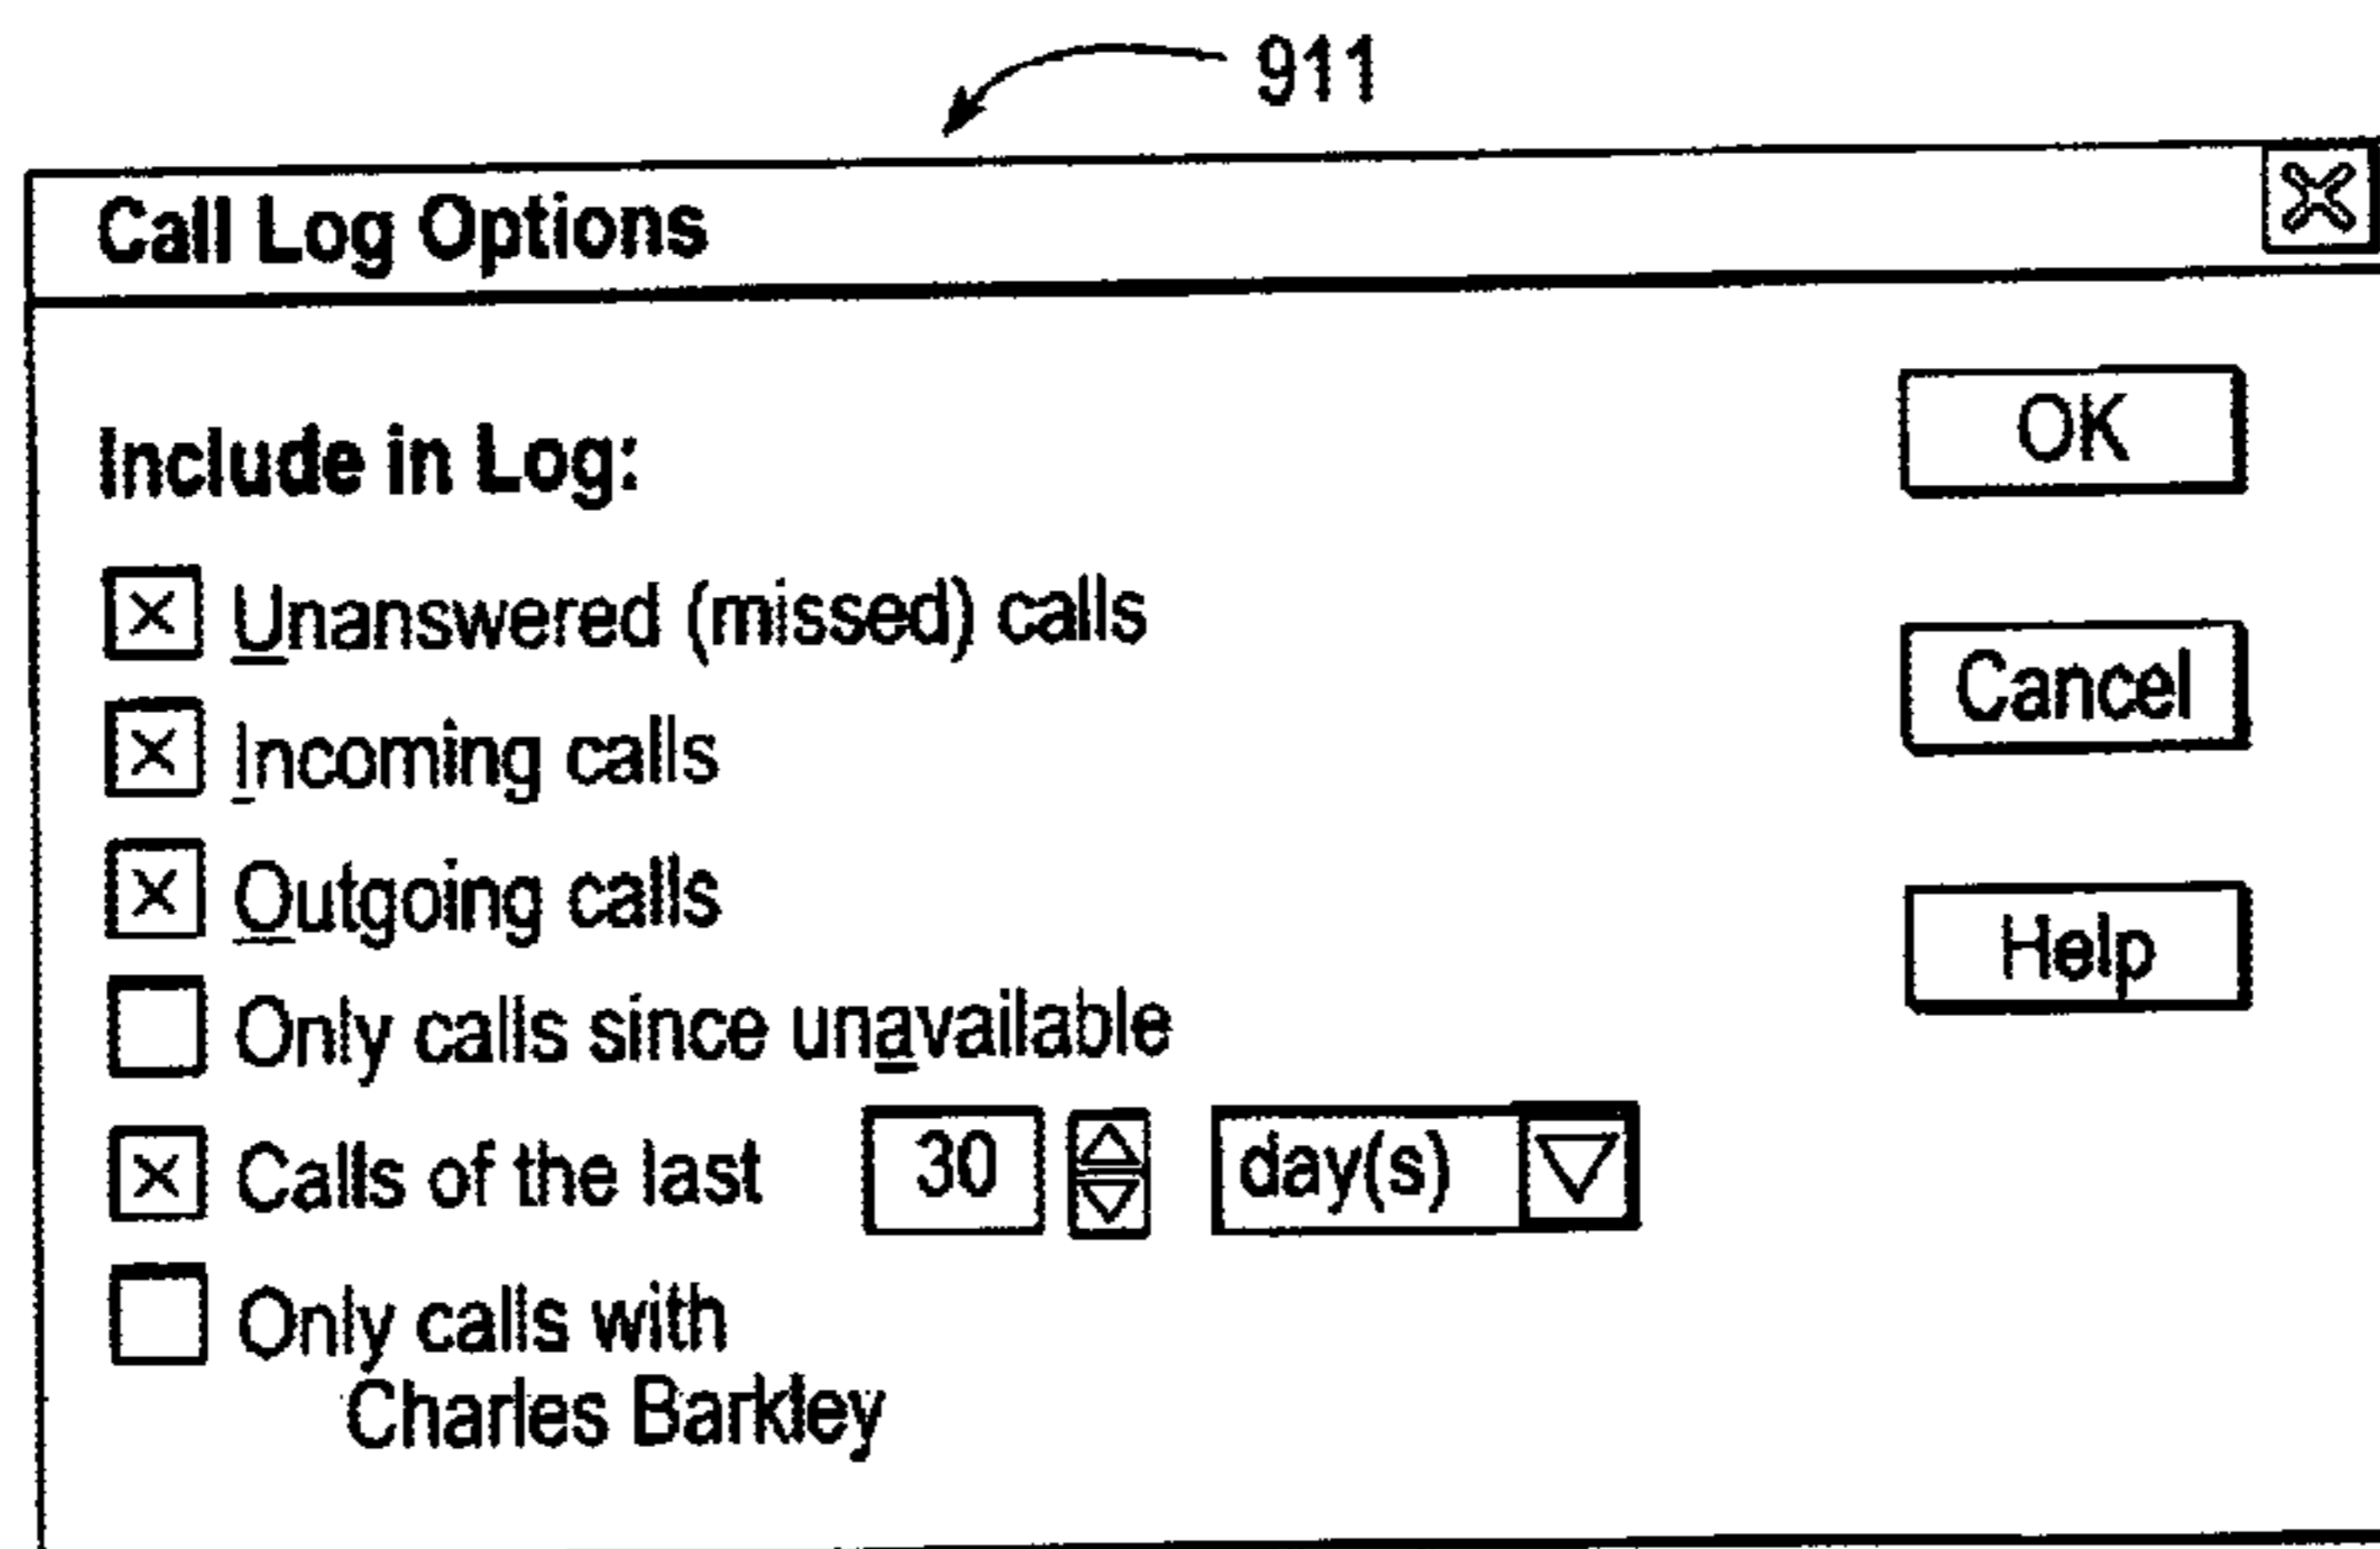 911
Call Log Options
Include in Log:
OK
Unanswered (missed) calls
Cancel
Incoming calls
Outgoing calls
Help
Only calls since unavailable
Calls of the last 30 day(s)
Only calls with
Charles Barkley